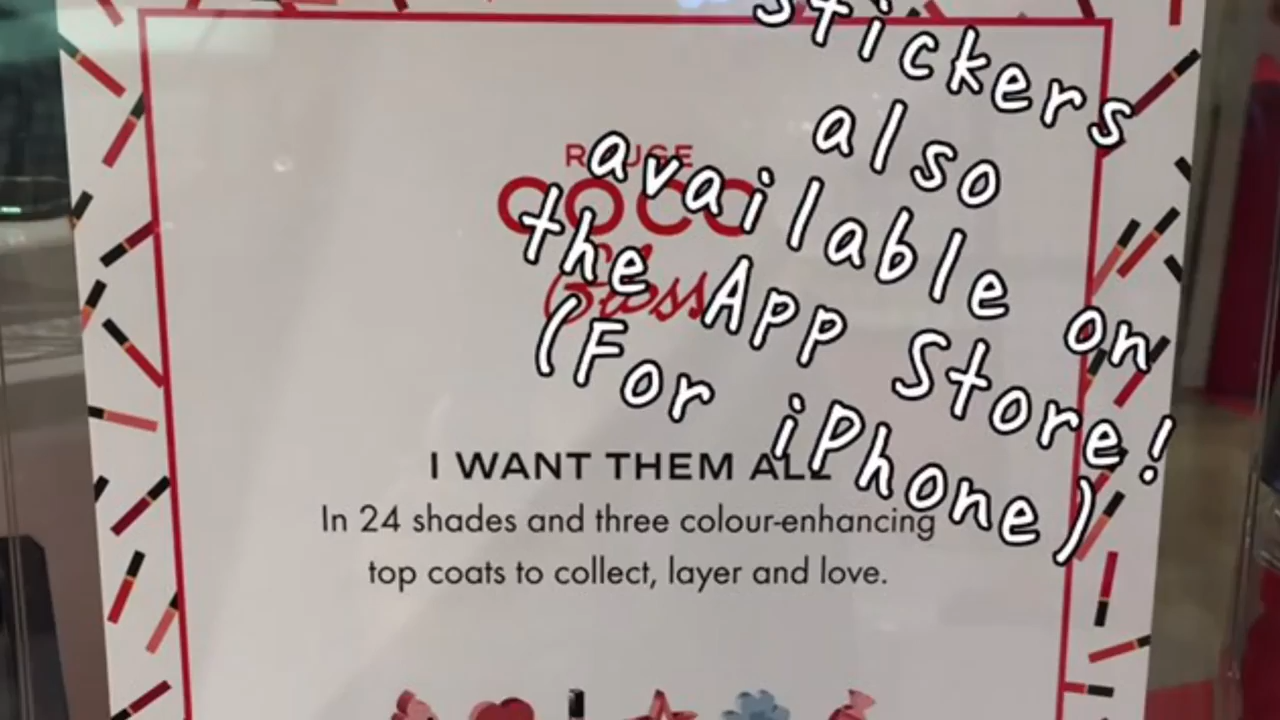 stickers
also
available on
the App Store!
(For iPhone)
ROUGE
COCO
Gloss
I WANT THEM ALL
In 24 shades and three colour-enhancing
top coats to collect, layer and love.